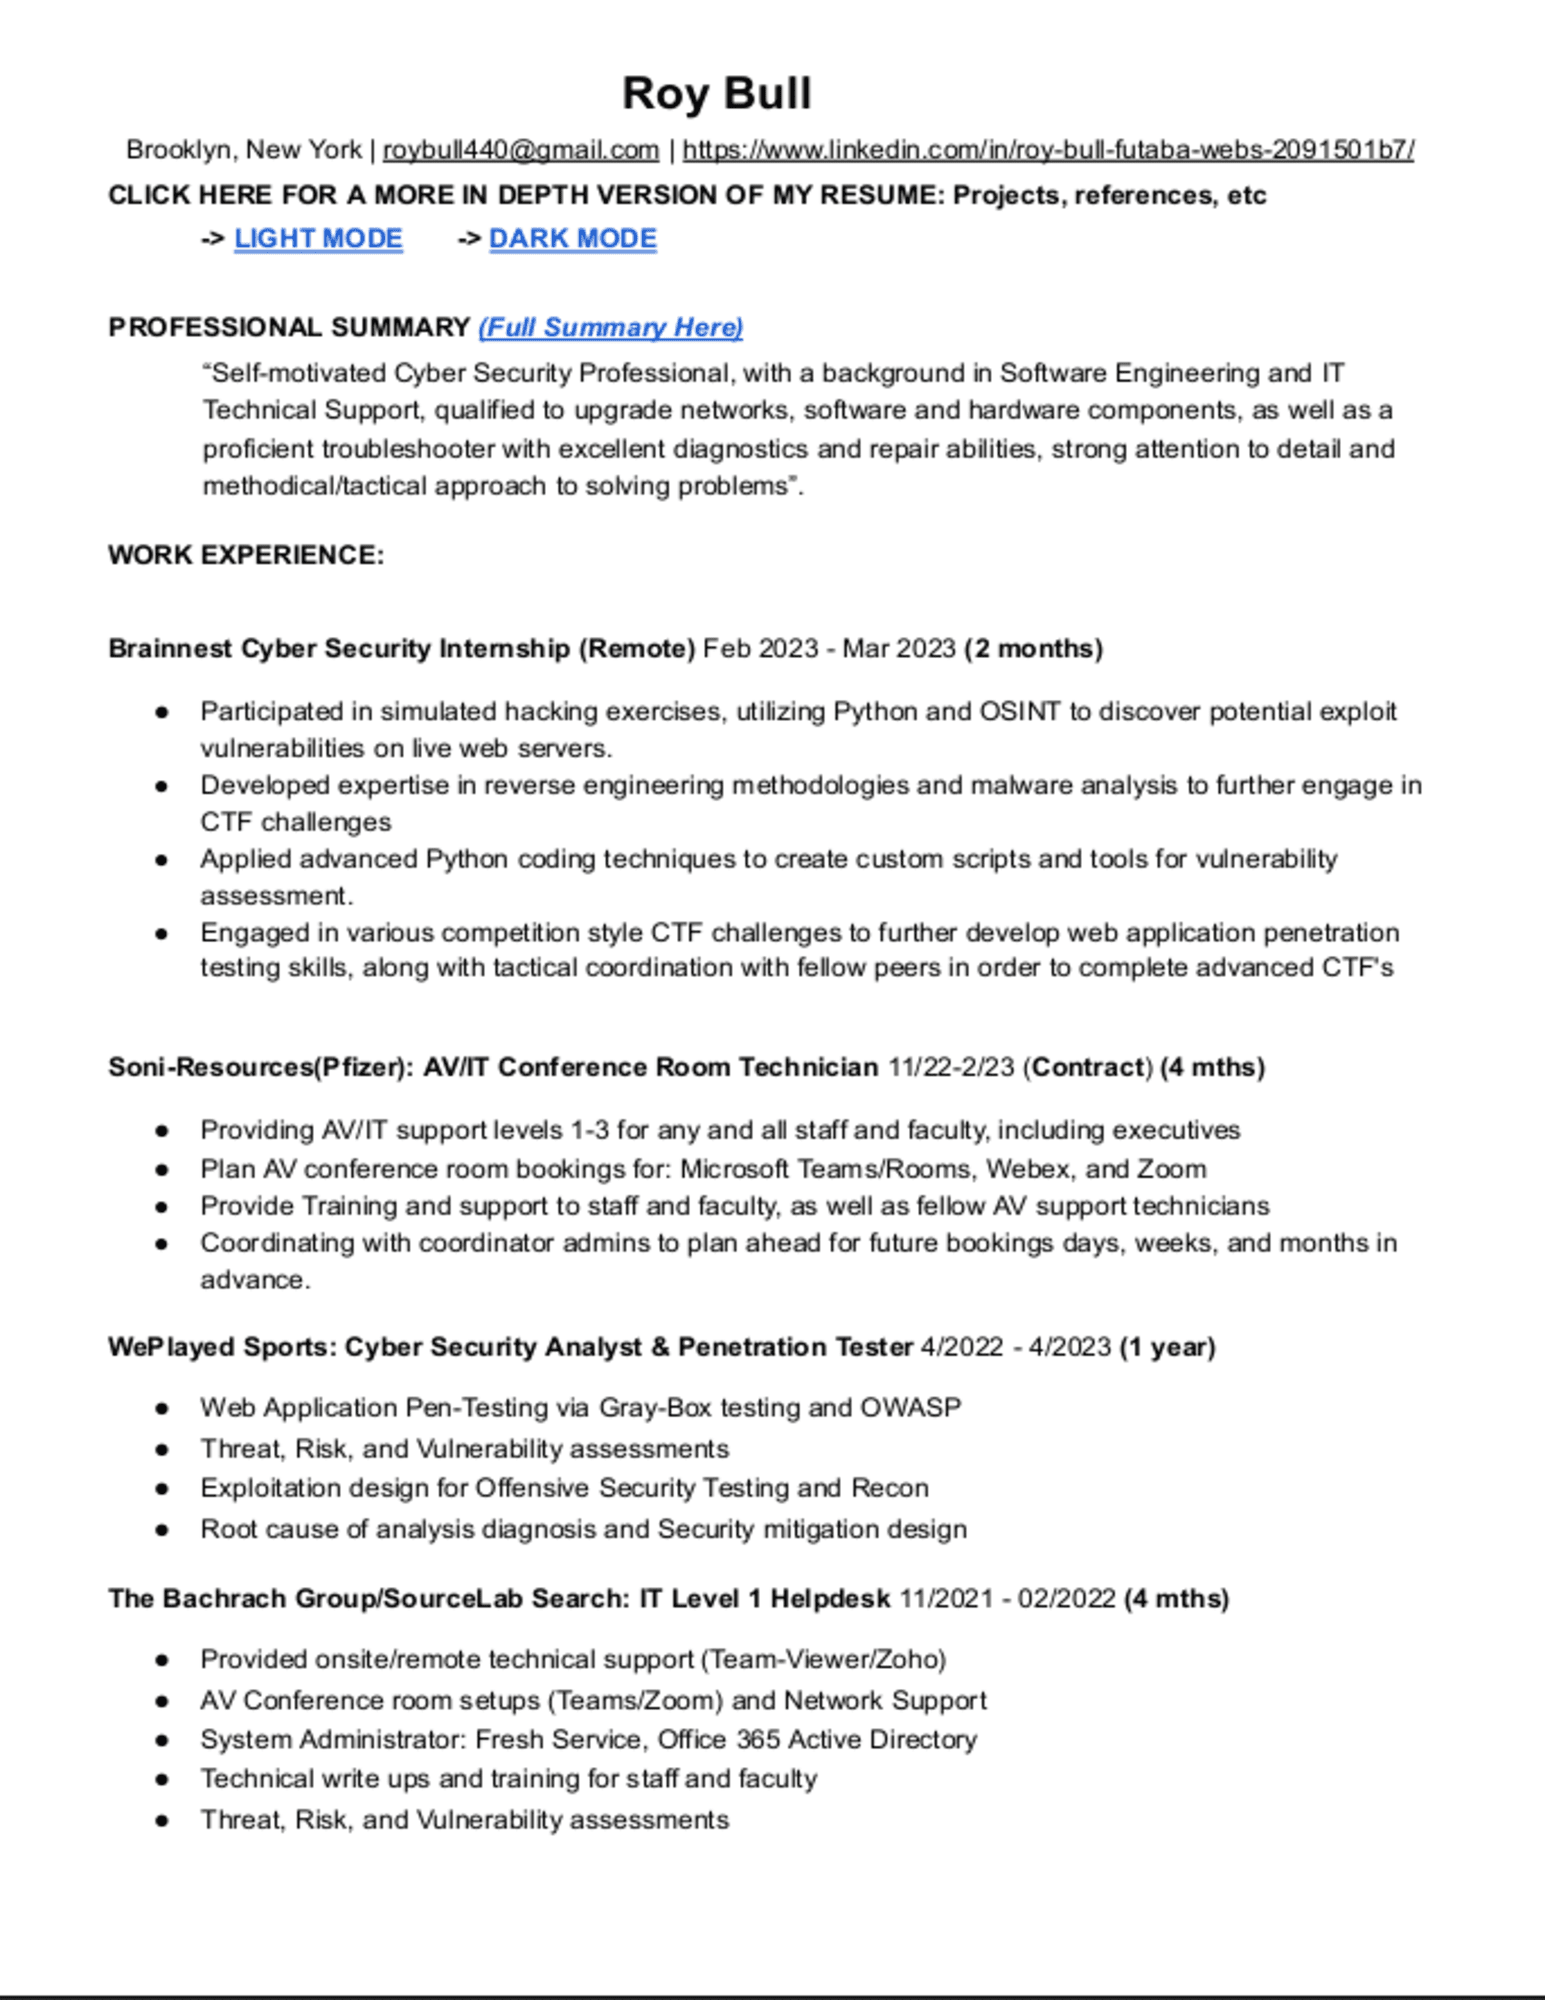 Roy Bull
Brooklyn, New York | roybull440@gmail.com | https://www.linkedin.com/in/roy-bull-futaba-webs-2091501b7/
CLICK HERE FOR A MORE IN DEPTH VERSION OF MY RESUME: Projects, references, etc
-> LIGHT MODE -> DARK MODE
PROFESSIONAL SUMMARY (Full Summary Here)
“Self-motivated Cyber Security Professional, with a background in Software Engineering and IT
Technical Support, qualified to upgrade networks, software and hardware components, as well as a
proficient troubleshooter with excellent diagnostics and repair abilities, strong attention to detail and
methodical/tactical approach to solving problems”.
WORK EXPERIENCE:
Brainnest Cyber Security Internship (Remote) Feb 2023 - Mar 2023 (2 months)
● Participated in simulated hacking exercises, utilizing Python and OSINT to discover potential exploit
vulnerabilities on live web servers.
● Developed expertise in reverse engineering methodologies and malware analysis to further engage in
CTF challenges
● Applied advanced Python coding techniques to create custom scripts and tools for vulnerability
assessment.
● Engaged in various competition style CTF challenges to further develop web application penetration
testing skills, along with tactical coordination with fellow peers in order to complete advanced CTF's
Soni-Resources(Pfizer): AV/IT Conference Room Technician 11/22-2/23 (Contract) (4 mths)
● Providing AV/IT support levels 1-3 for any and all staff and faculty, including executives
● Plan AV conference room bookings for: Microsoft Teams/Rooms, Webex, and Zoom
● Provide Training and support to staff and faculty, as well as fellow AV support technicians
● Coordinating with coordinator admins to plan ahead for future bookings days, weeks, and months in
advance.
WePlayed Sports: Cyber Security Analyst & Penetration Tester 4/2022 - 4/2023 (1 year)
● Web Application Pen-Testing via Gray-Box testing and OWASP
● Threat, Risk, and Vulnerability assessments
● Exploitation design for Offensive Security Testing and Recon
● Root cause of analysis diagnosis and Security mitigation design
The Bachrach Group/SourceLab Search: IT Level 1 Helpdesk 11/2021 - 02/2022 (4 mths)
● Provided onsite/remote technical support (Team-Viewer/Zoho)
● AV Conference room setups (Teams/Zoom) and Network Support
● System Administrator: Fresh Service, Office 365 Active Directory
● Technical write ups and training for staff and faculty
● Threat, Risk, and Vulnerability assessments